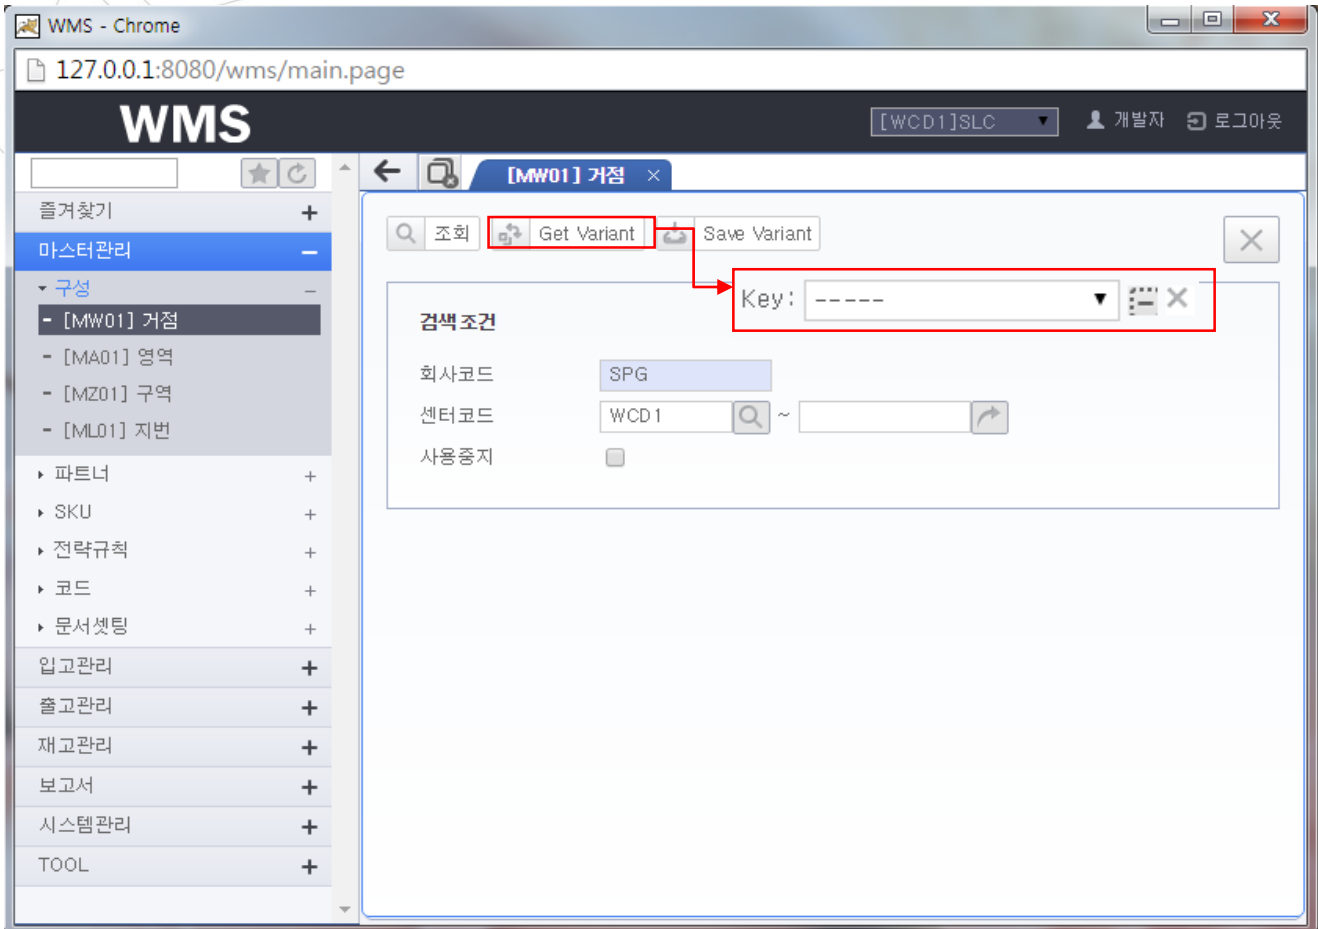 WMS - Chrome
127.0.0.1:8080/wms/main.page
WMS
[WCD1]SLC
개발자
로그아웃
[MW01] 거점
즐겨찾기
마스터관리
구성
- [MW01] 거점
- [MA01] 영역
- [MZ01] 구역
- [ML01] 지번
파트너
SKU
전략규칙
코드
문서셋팅
입고관리
출고관리
재고관리
보고서
시스템관리
TOOL
조회
Get Variant
Save Variant
Key: -----
검색조건
회사코드 SPG
센터코드 WCD1 ~
사용중지